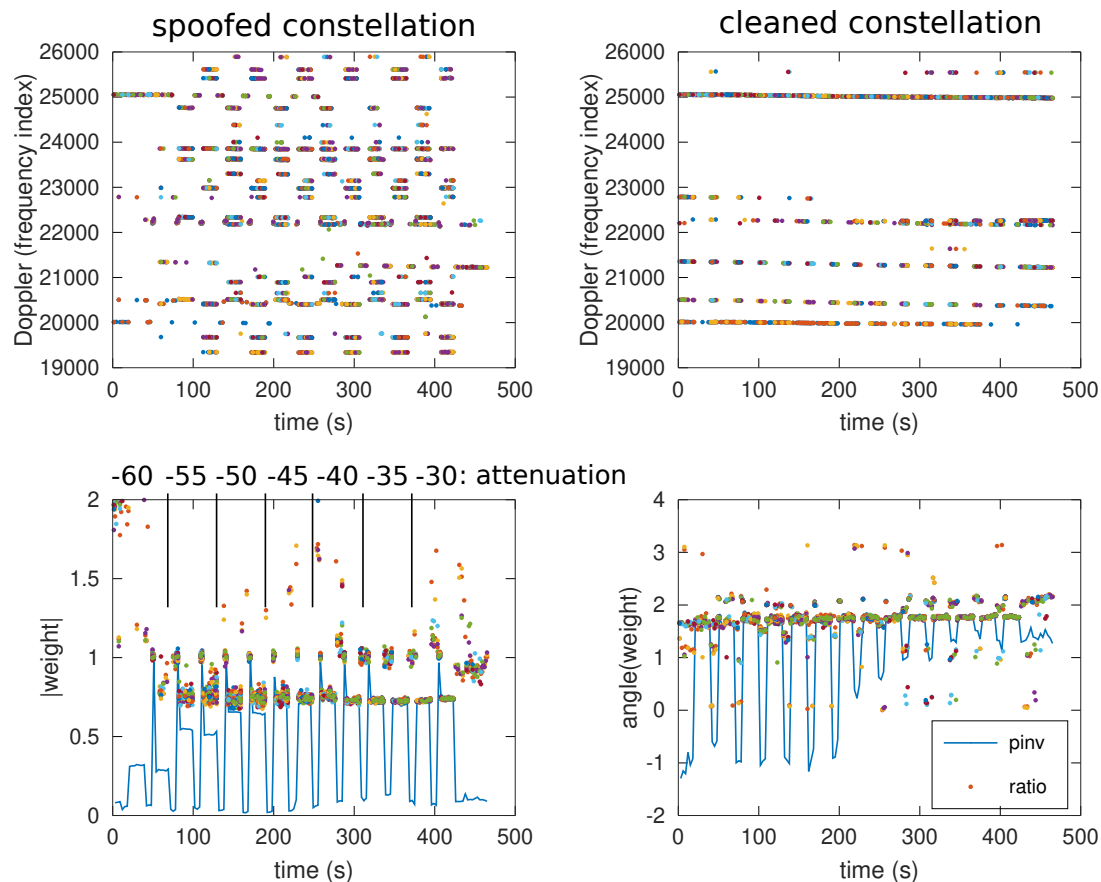 spoofed constellation
cleaned constellation
26000
25000
24000
23000
22000
21000
20000
19000
Doppler (frequency index)
0 100 200 300 400 500
time (s)
26000
25000
24000
23000
22000
21000
20000
19000
Doppler (frequency index)
0 100 200 300 400 500
time (s)
-60 -55 -50 -45 -40 -35 -30: attenuation
2
1.5
1
0.5
0
|weight|
0 100 200 300 400 500
time (s)
4
3
2
1
0
-1
-2
angle(weight)
pinv
ratio
0 100 200 300 400 500
time (s)